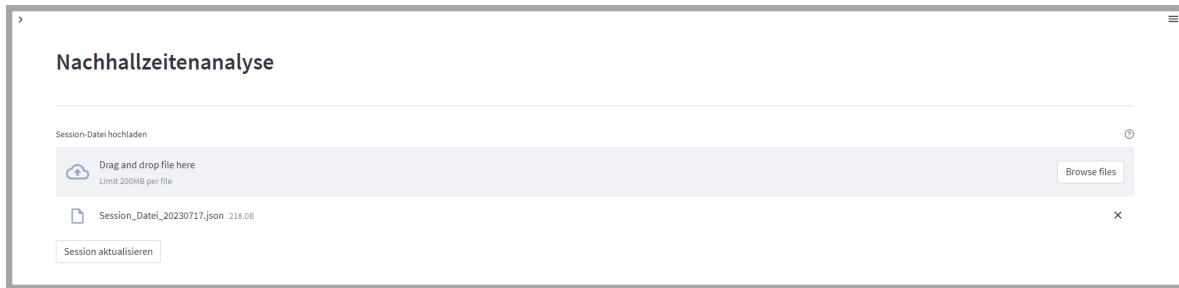 Nachhallzeitenanalyse
Session-Datei hochladen
Drag and drop file here
Limit 200MB per file
Browse files
Session_Datei_20230717.json 218.0B
Session aktualisieren